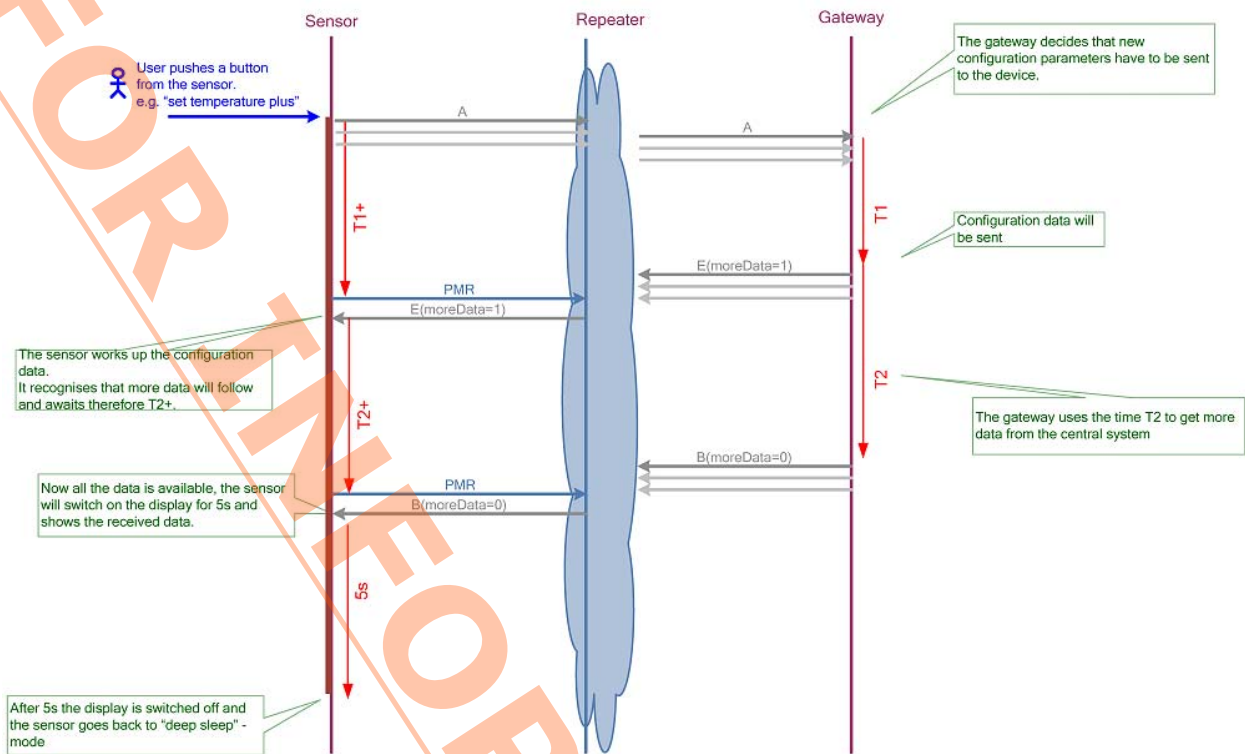 Sensor
Repeater
Gateway
The gateway decides that new
configuration parameters have to be sent
to the device.
User pushes a button
from the sensor.
e.g. “set temperature plus”
A
A
T1+
T1
Configuration data will
be sent
E(moreData=1)
PMR
E(moreData=1)
The sensor works up the configuration
data.
It recognises that more data will follow
and awaits therefore T2+.
T2+
T2
The gateway uses the time T2 to get more
data from the central system
B(moreData=0)
Now all the data is available, the sensor
will switch on the display for 5s and
shows the received data.
PMR
B(moreData=0)
5s
After 5s the display is switched off and
the sensor goes back to “deep sleep” -
mode
FOR INFOR